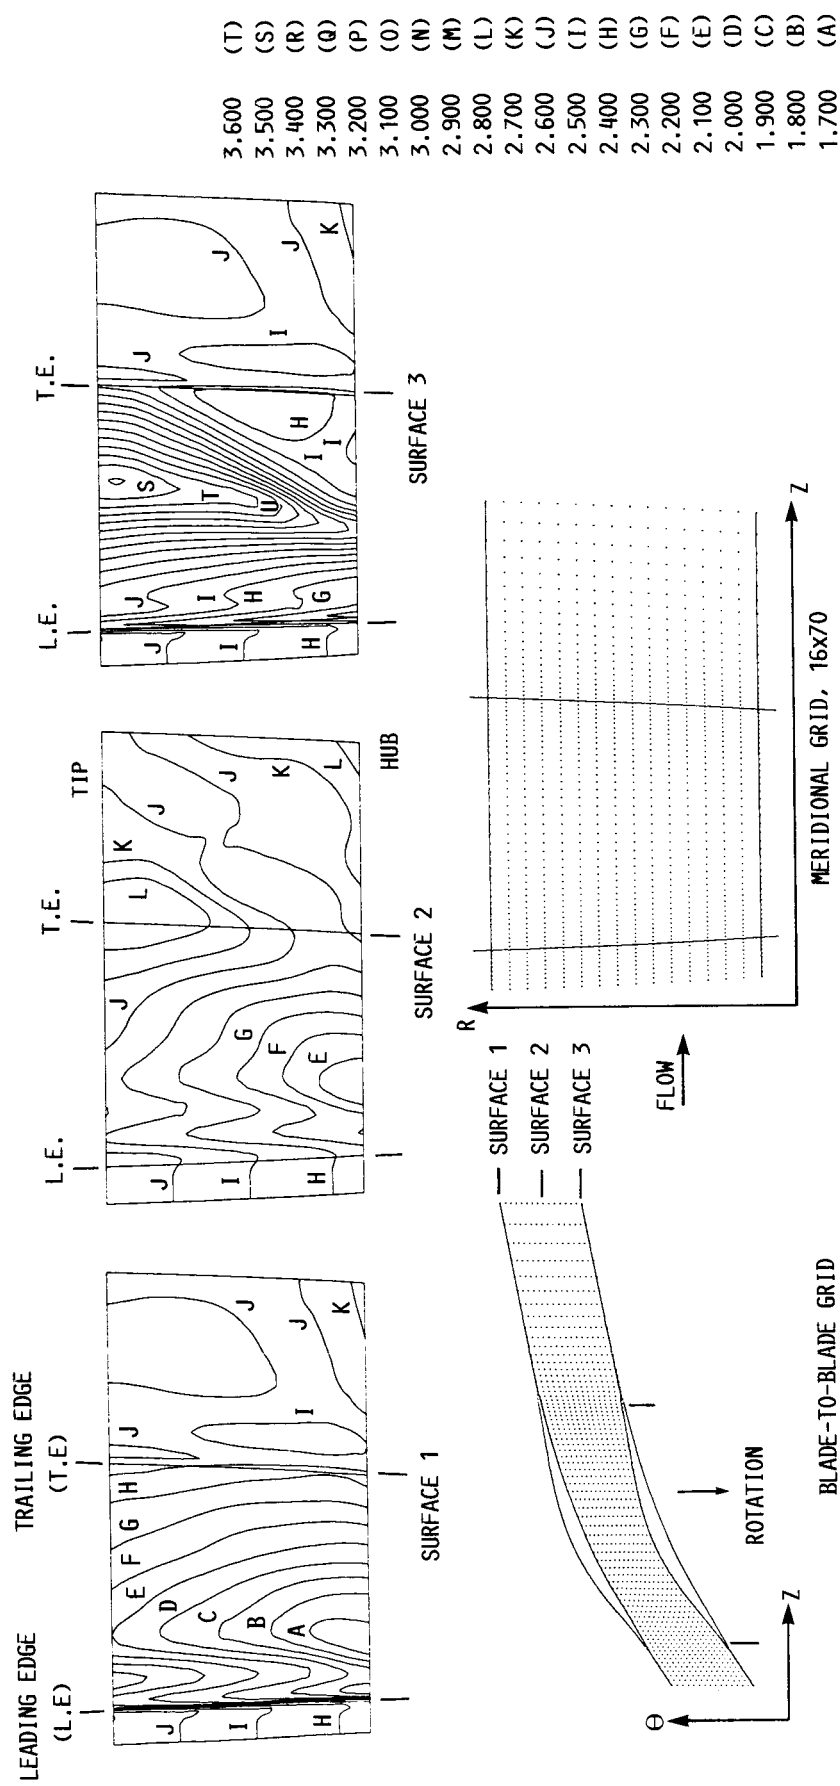 LEADING EDGE
(L.E)
TRAILING EDGE
(T.E)
J
I
H
E
F
G
H
D
C
B
A
J
I
J
J
K
SURFACE 1
L.E.
T.E.
TIP
J
I
H
J
G
F
E
L
K
J
J
K
L
HUB
SURFACE 2
L.E.
T.E.
J
I
H
J
I
H
G
S
T
U
H
I
I
J
I
J
J
K
SURFACE 3
3.600 (T)
3.500 (S)
3.400 (R)
3.300 (Q)
3.200 (P)
3.100 (O)
3.000 (N)
2.900 (M)
2.800 (L)
2.700 (K)
2.600 (J)
2.500 (I)
2.400 (H)
2.300 (G)
2.200 (F)
2.100 (E)
2.000 (D)
1.900 (C)
1.800 (B)
1.700 (A)
SURFACE 1
SURFACE 2
SURFACE 3
θ
Z
ROTATION
BLADE-TO-BLADE GRID
FLOW
R
Z
MERIDIONAL GRID, 16x70